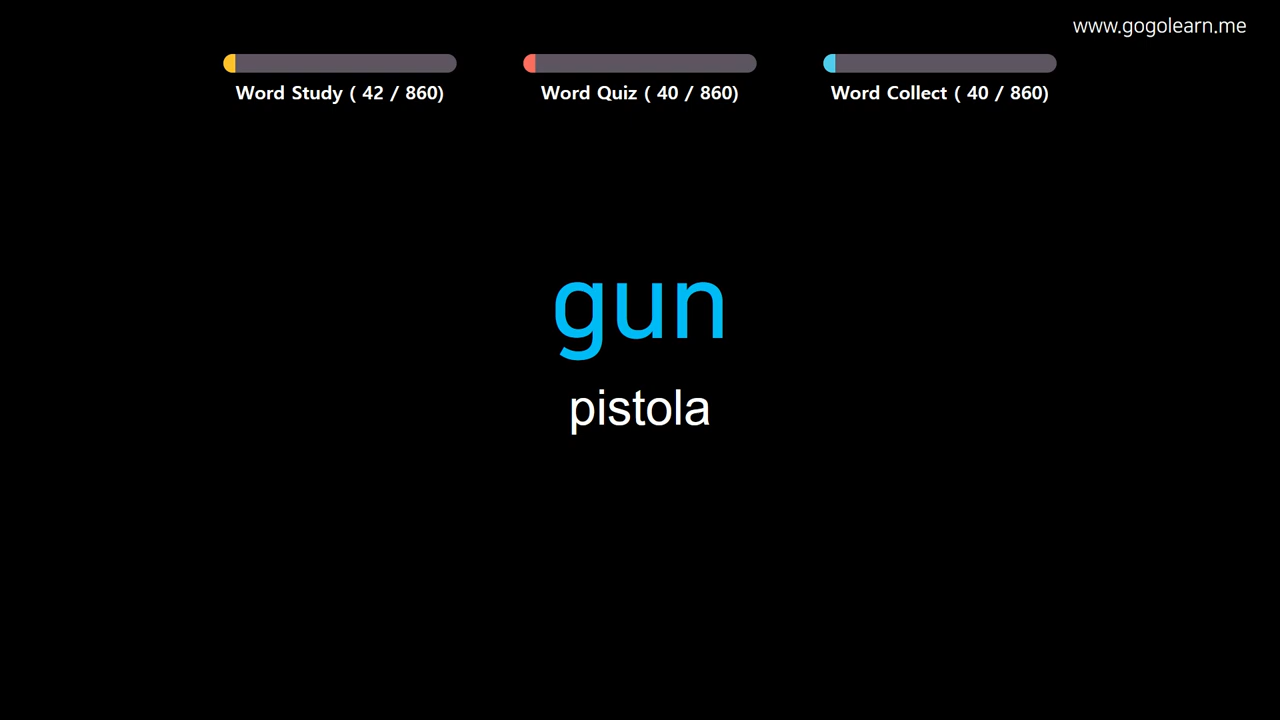 www.gogolearn.me
Word Study ( 42 / 860)
Word Quiz ( 40 / 860)
Word Collect ( 40 / 860)
gun
pistola